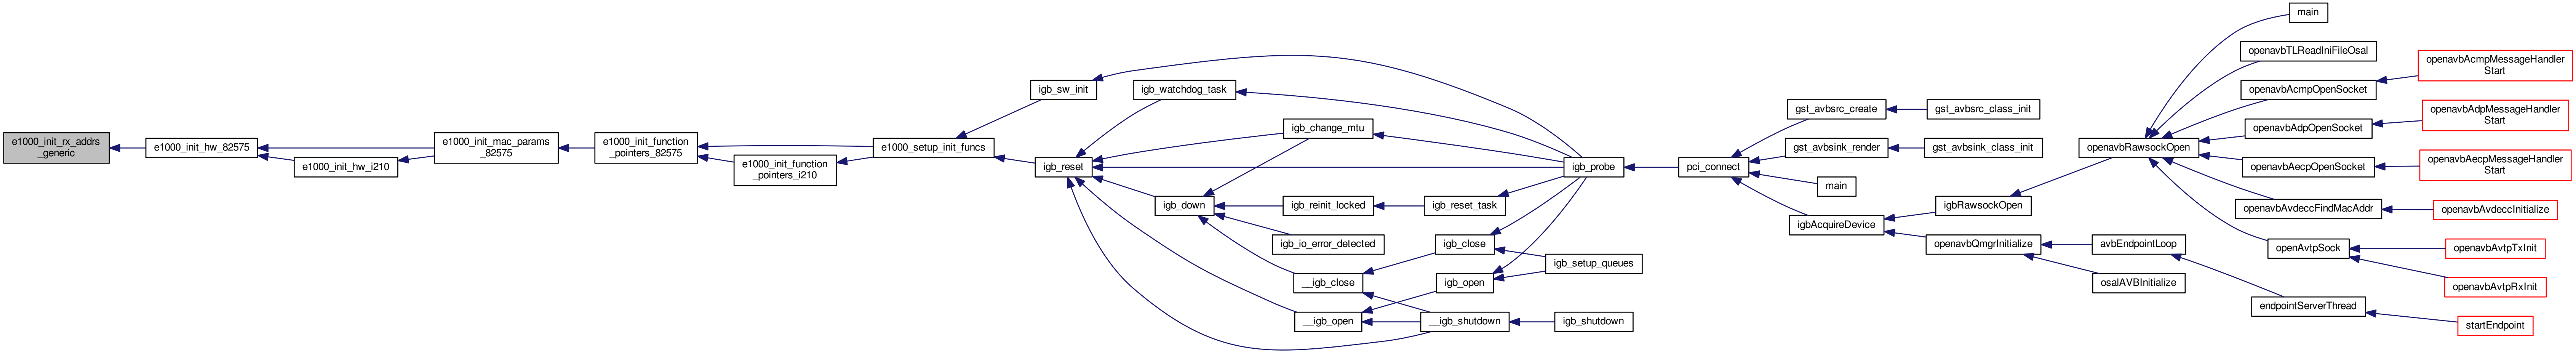 e1000_init_rx_addrs
_generic
e1000_init_hw_82575
e1000_init_hw_i210
e1000_init_mac_params
_82575
e1000_init_function
_pointers_82575
e1000_init_function
_pointers_i210
e1000_setup_init_funcs
igb_sw_init
igb_reset
igb_watchdog_task
igb_change_mtu
igb_down
igb_reinit_locked
igb_io_error_detected
__igb_close
__igb_open
igb_reset_task
igb_close
igb_open
__igb_shutdown
igb_probe
igb_setup_queues
igb_shutdown
pci_connect
gst_avbsrc_create
gst_avbsink_render
main
igbAcquireDevice
gst_avbsrc_class_init
gst_avbsink_class_init
igbRawsockOpen
openavbQmgrInitialize
openavbRawsockOpen
avbEndpointLoop
osalAVBInitialize
main
openavbTLReadIniFileOsal
openavbAcmpOpenSocket
openavbAdpOpenSocket
openavbAecpOpenSocket
openavbAvdeccFindMacAddr
openAvtpSock
endpointServerThread
openavbAcmpMessageHandler
Start
openavbAdpMessageHandler
Start
openavbAecpMessageHandler
Start
openavbAvdeccInitialize
openavbAvtpTxInit
openavbAvtpRxInit
startEndpoint